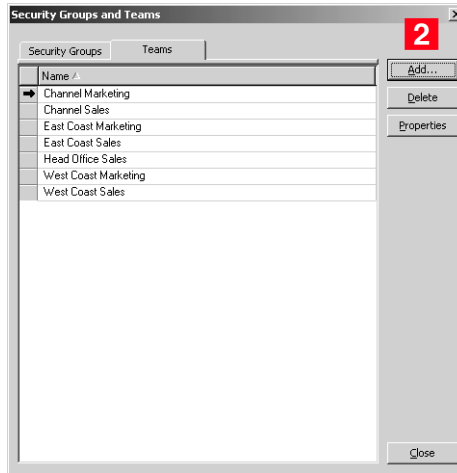 Security Groups and Teams
2
Security Groups Teams
Name
Add...
Channel Marketing
Delete
Channel Sales
East Coast Marketing
Properties
East Coast Sales
Head Office Sales
West Coast Marketing
West Coast Sales
Close